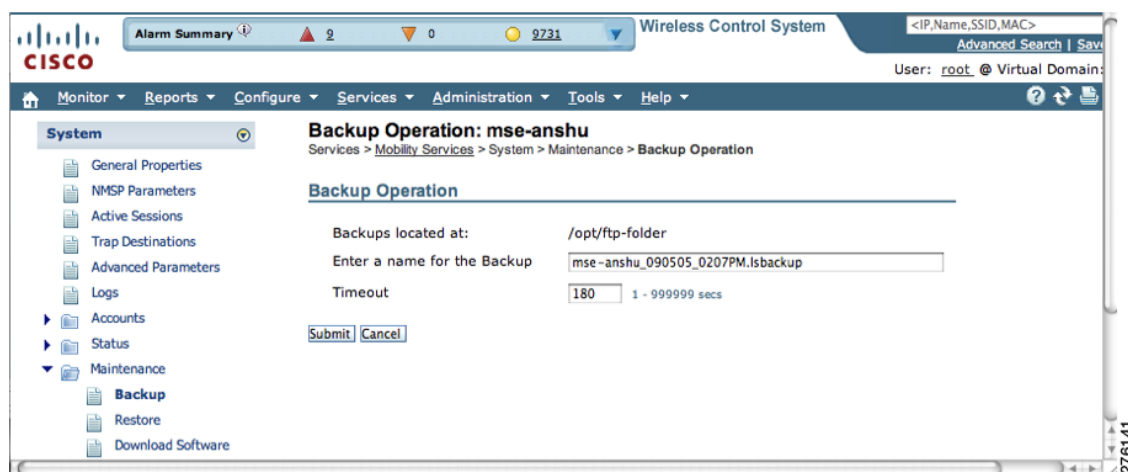 Alarm Summary 9 0 9731
Wireless Control System
<IP,Name,SSID,MAC>
Advanced Search | Save
CISCO
User: root @ Virtual Domain:
Monitor Reports Configure Services Administration Tools Help
System
General Properties
NMSP Parameters
Active Sessions
Trap Destinations
Advanced Parameters
Logs
Accounts
Status
Maintenance
Backup
Restore
Download Software
Backup Operation: mse-anshu
Services > Mobility Services > System > Maintenance > Backup Operation
Backup Operation
Backups located at: /opt/ftp-folder
Enter a name for the Backup mse-anshu_090505_0207PM.lsbackup
Timeout 180 1 - 999999 secs
Submit Cancel
276141